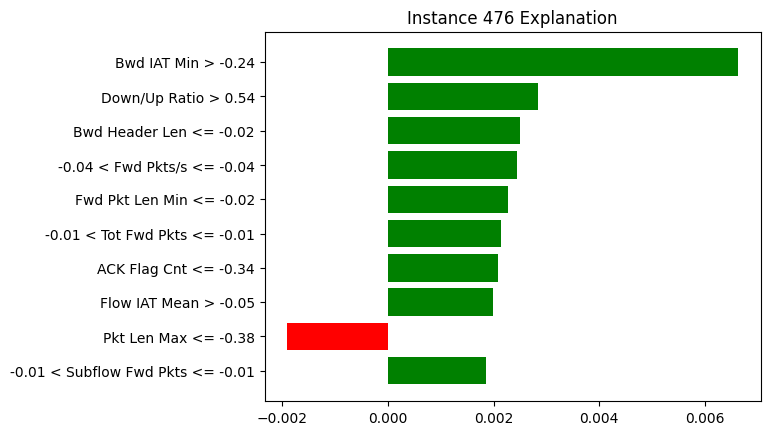 Instance 476 Explanation
Bwd IAT Min > -0.24
Down/Up Ratio > 0.54
Bwd Header Len <= -0.02
-0.04 < Fwd Pkts/s <= -0.04
Fwd Pkt Len Min <= -0.02
-0.01 < Tot Fwd Pkts <= -0.01
ACK Flag Cnt <= -0.34
Flow IAT Mean > -0.05
Pkt Len Max <= -0.38
-0.01 < Subflow Fwd Pkts <= -0.01
−0.002 0.000 0.002 0.004 0.006